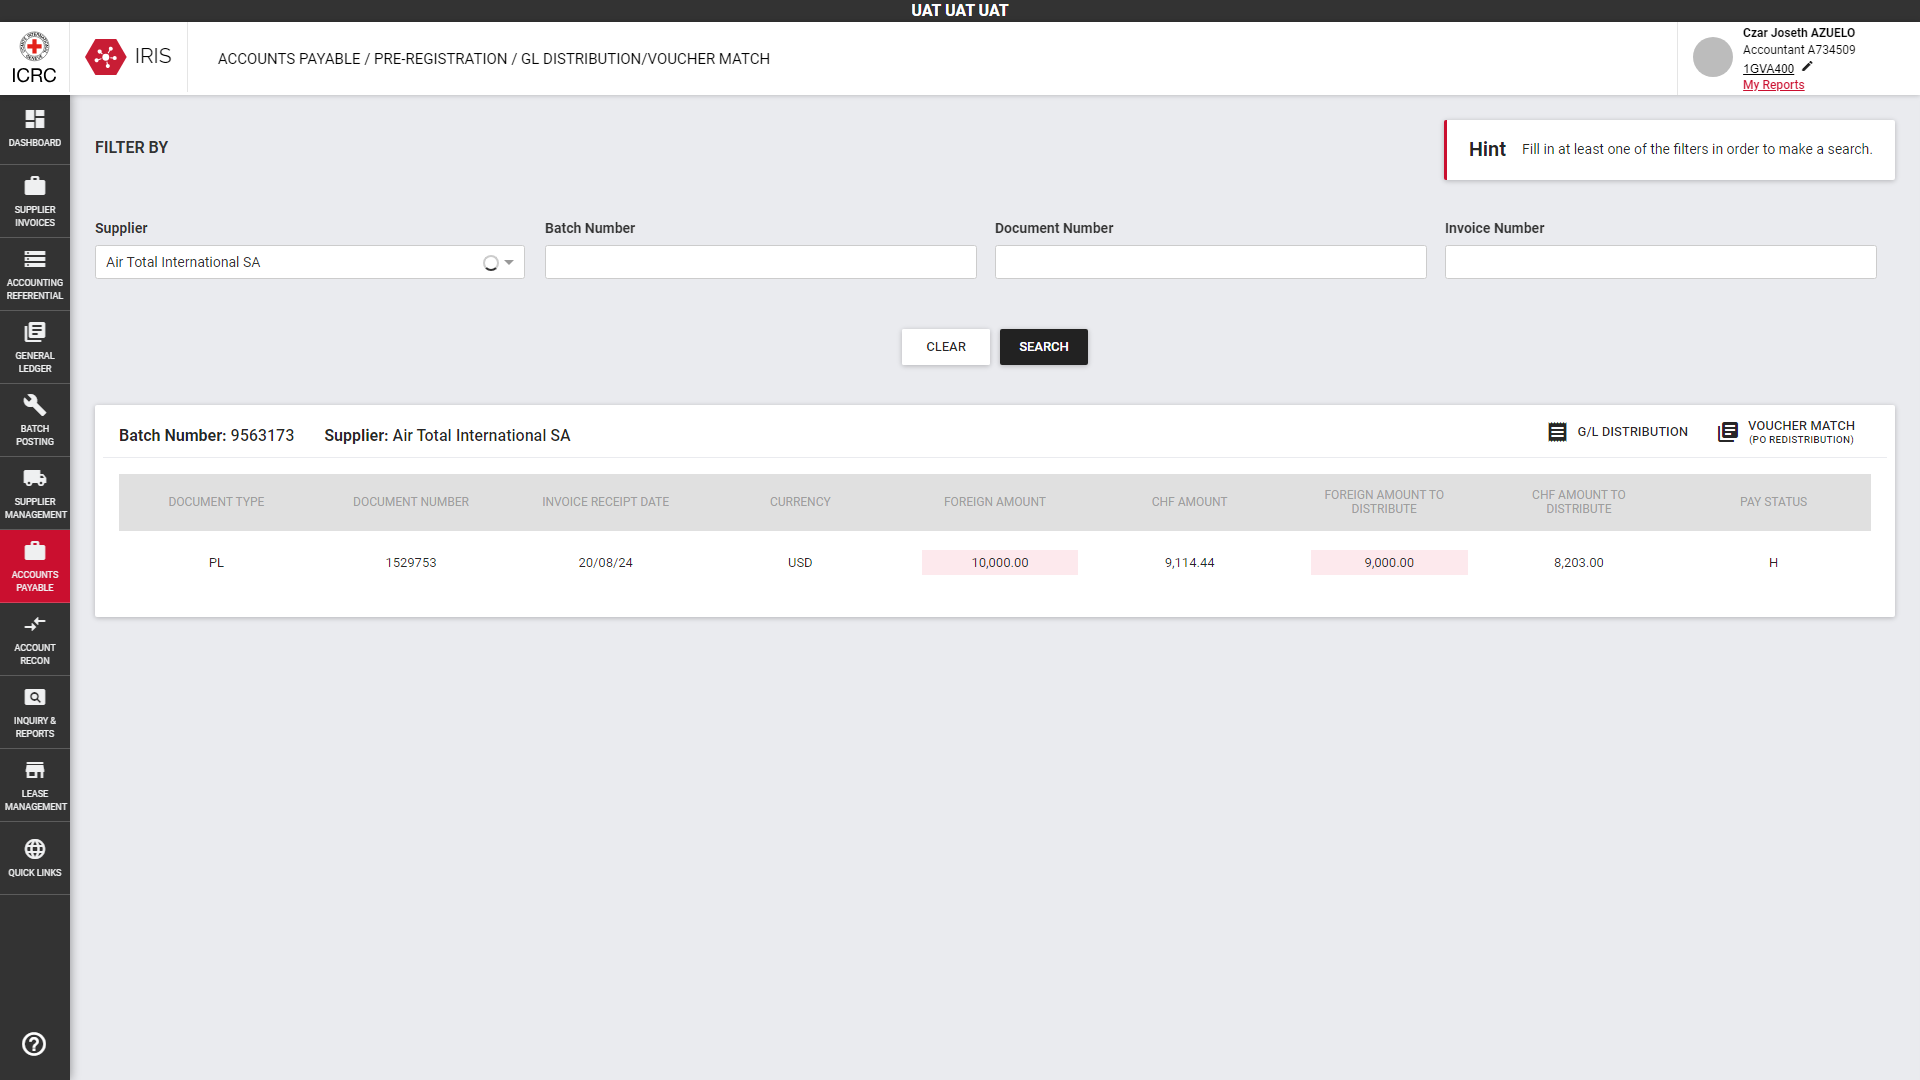 UAT UAT UAT
ICRC
IRIS
ACCOUNTS PAYABLE / PRE-REGISTRATION / GL DISTRIBUTION/VOUCHER MATCH
Czar Joseth AZUELO
Accountant A734509
1GVA400
My Reports
DASHBOARD
SUPPLIER
INVOICES
ACCOUNTING
REFERENTIAL
GENERAL
LEDGER
BATCH
POSTING
SUPPLIER
MANAGEMENT
ACCOUNTS
PAYABLE
ACCOUNT
RECON
INQUIRY &
REPORTS
LEASE
MANAGEMENT
QUICK LINKS
FILTER BY
Hint Fill in at least one of the filters in order to make a search.
Supplier
Batch Number
Document Number
Invoice Number
Air Total International SA
CLEAR
SEARCH
Batch Number: 9563173 Supplier: Air Total International SA
G/L DISTRIBUTION
VOUCHER MATCH
(PO REDISTRIBUTION)
DOCUMENT TYPE
DOCUMENT NUMBER
INVOICE RECEIPT DATE
CURRENCY
FOREIGN AMOUNT
CHF AMOUNT
FOREIGN AMOUNT TO
DISTRIBUTE
CHF AMOUNT TO
DISTRIBUTE
PAY STATUS
PL
1529753
20/08/24
USD
10,000.00
9,114.44
9,000.00
8,203.00
H